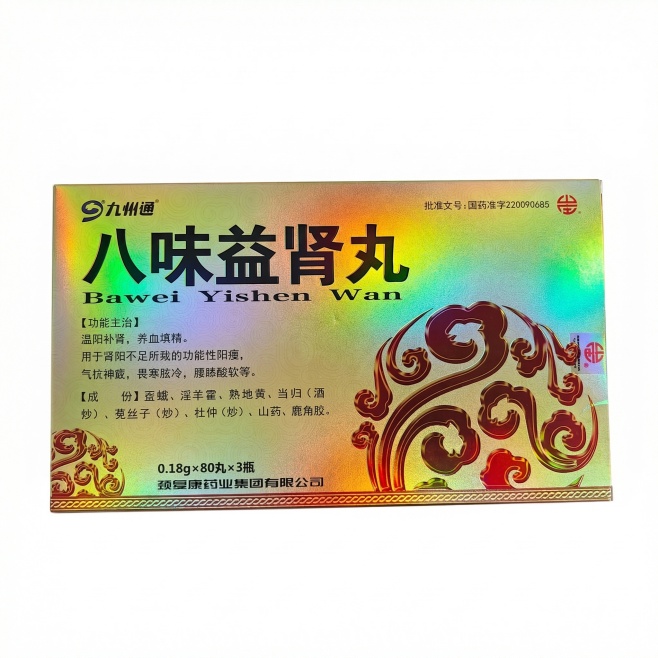 九州通
批准文号：国药准字220090685
八味益肾丸
Bawei Yishen Wan
【功能主治】
温阳补肾，养血填精。
用于肾阳不足所致的功能性阳痿，
气抗神疲，畏寒肢冷，腰膝酸软等。
【成　份】蚕蛾、淫羊藿、熟地黄、当归（酒
炒）、菟丝子（炒）、杜仲（炒）、山药、鹿角胶。
0.18g×80丸×3瓶
颈复康药业集团有限公司